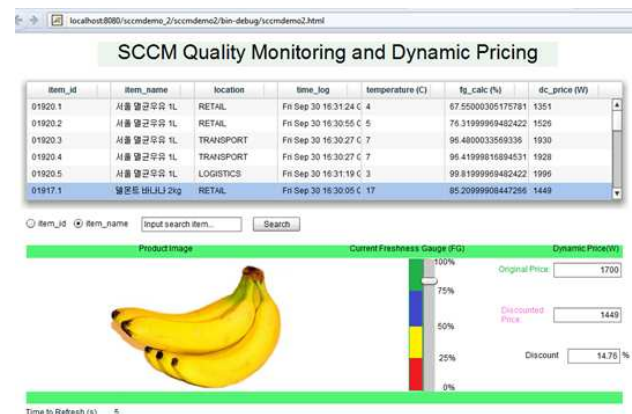 localhost:8080/sccmdemo_2/sccmdemo2/bin-debug/sccmdemo2.html
SCCM Quality Monitoring and Dynamic Pricing
item_id item_name location time_log temperature (C) fg_calc (%) dc_price (W)
01920.1 서울 멸균우유 1L RETAIL Fri Sep 30 16:31:24 G 4 67.55000305175781 1351
01920.2 서울 멸균우유 1L RETAIL Fri Sep 30 16:30:55 G 5 76.31999969482422 1526
01920.3 서울 멸균우유 1L TRANSPORT Fri Sep 30 16:30:27 G 7 96.4800033569336 1930
01920.4 서울 멸균우유 1L TRANSPORT Fri Sep 30 16:30:27 G 7 96.41999816894531 1928
01920.5 서울 멸균우유 1L LOGISTICS Fri Sep 30 16:31:19 G 3 99.81999969482422 1996
01917.1 델몬트 바나나 2kg RETAIL Fri Sep 30 16:30:05 G 17 85.20999908447266 1449
item_id item_name Input search item... Search
Product Image Current Freshness Gauge (FG) Dynamic Price(W)
100%
Original Price: 1700
75%
Discounted Price: 1449
50%
25% Discount 14.76 %
0%
Time to Refresh (s) 5